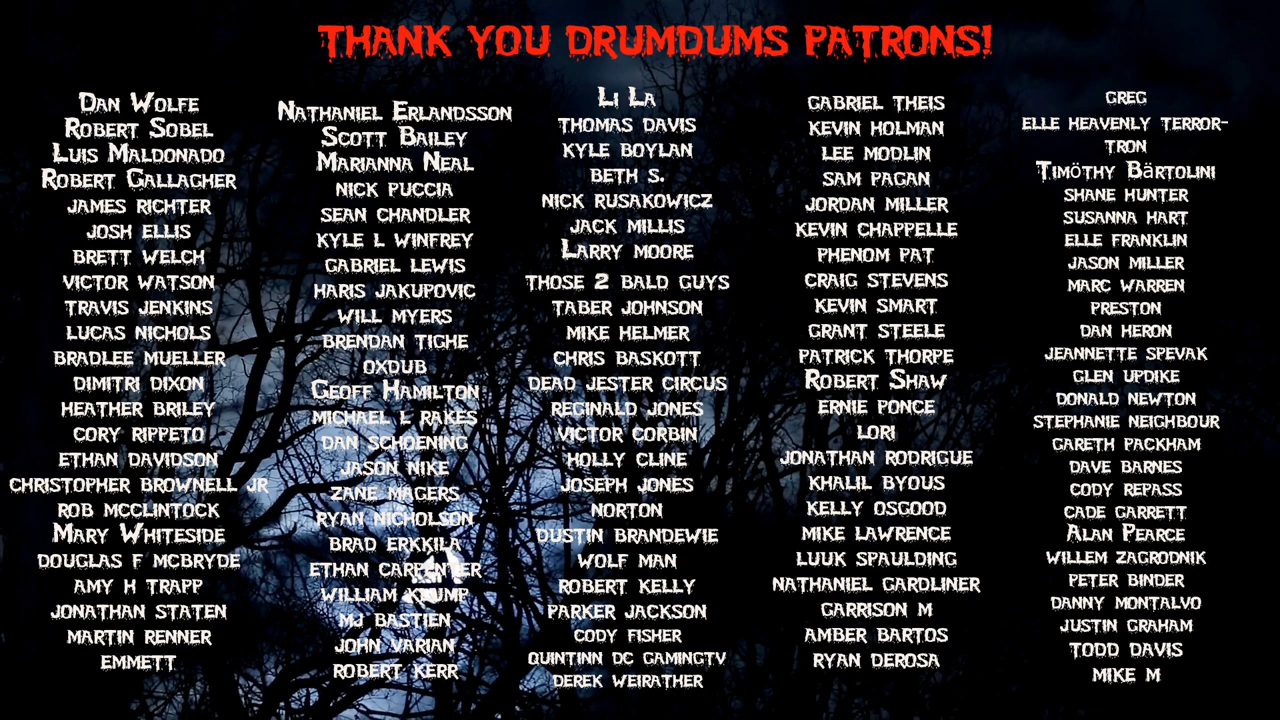 THANK YOU DRUMDUMS PATRONS!
Dan Wolfe
Robert Sobel
Luis Maldonado
Robert Gallagher
JAMES RICHTER
JOSH ELLIS
BRETT WELCH
VICTOR WATSON
TRAVIS JENKINS
LUCAS NICHOLS
BRADLEE MUELLER
DIMITRI DIXON
HEATHER BRILEY
CORY RIPPETO
ETHAN DAVIDSON
CHRISTOPHER BROWNELL JR
ROB MCCLINTOCK
Mary Whiteside
DOUGLAS F MCBRYDE
AMY H TRAPP
JONATHAN STATEN
MARTIN RENNER
EMMETT
Nathaniel Erlandsson
Scott Bailey
Marianna Neal
NICK PUCCIA
SEAN CHANDLER
KYLE L WINFREY
GABRIEL LEWIS
HARIS JAKUPOVIC
WILL MYERS
BRENDAN TIGHE
OXDUB
Geoff Hamilton
MICHAEL L RAKES
DAN SCHOENING
JASON NIKE
ZANE MAGERS
RYAN NICHOLSON
BRAD ERKKILA
ETHAN CARPENTER
WILLIAM
MJ BASTIEN
JOHN VARIAN
ROBERT KERR
Li La
THOMAS DAVIS
KYLE BOYLAN
BETH S.
NICK RUSAKOWICZ
JACK MILLIS
Larry Moore
THOSE 2 BALD GUYS
TABER JOHNSON
MIKE HELMER
CHRIS BASKOTT
DEAD JESTER CIRCUS
REGINALD JONES
VICTOR CORBIN
HOLLY CLINE
JOSEPH JONES
NORTON
DUSTIN BRANDEWIE
WOLF MAN
ROBERT KELLY
PARKER JACKSON
CODY FISHER
QUINTINN DC GAMINGTV
DEREK WEIRATHER
GABRIEL THEIS
KEVIN HOLMAN
LEE MODLIN
SAM PAGAN
JORDAN MILLER
KEVIN CHAPPELLE
PHENOM PAT
CRAIG STEVENS
KEVIN SMART
GRANT STEELE
PATRICK THORPE
Robert Shaw
ERNIE PONCE
LORI
JONATHAN RODRIGUE
KHALIL BYOUS
KELLY OSGOOD
MIKE LAWRENCE
LUUK SPAULDING
NATHANIEL GARDLINER
GARRISON M
AMBER BARTOS
RYAN DEROSA
GREG
ELLE HEAVENLY TERROR-
TRON
Timöthy Bärtolini
SHANE HUNTER
SUSANNA HART
ELLE FRANKLIN
JASON MILLER
MARC WARREN
PRESTON
DAN HERON
JEANNETTE SPEVAK
GLEN UPDIKE
DONALD NEWTON
STEPHANIE NEIGHBOUR
GARETH PACKHAM
DAVE BARNES
CODY REPASS
CADE GARRETT
Alan Pearce
WILLEM ZAGRODNIK
PETER BINDER
DANNY MONTALVO
JUSTIN GRAHAM
TODD DAVIS
MIKE M